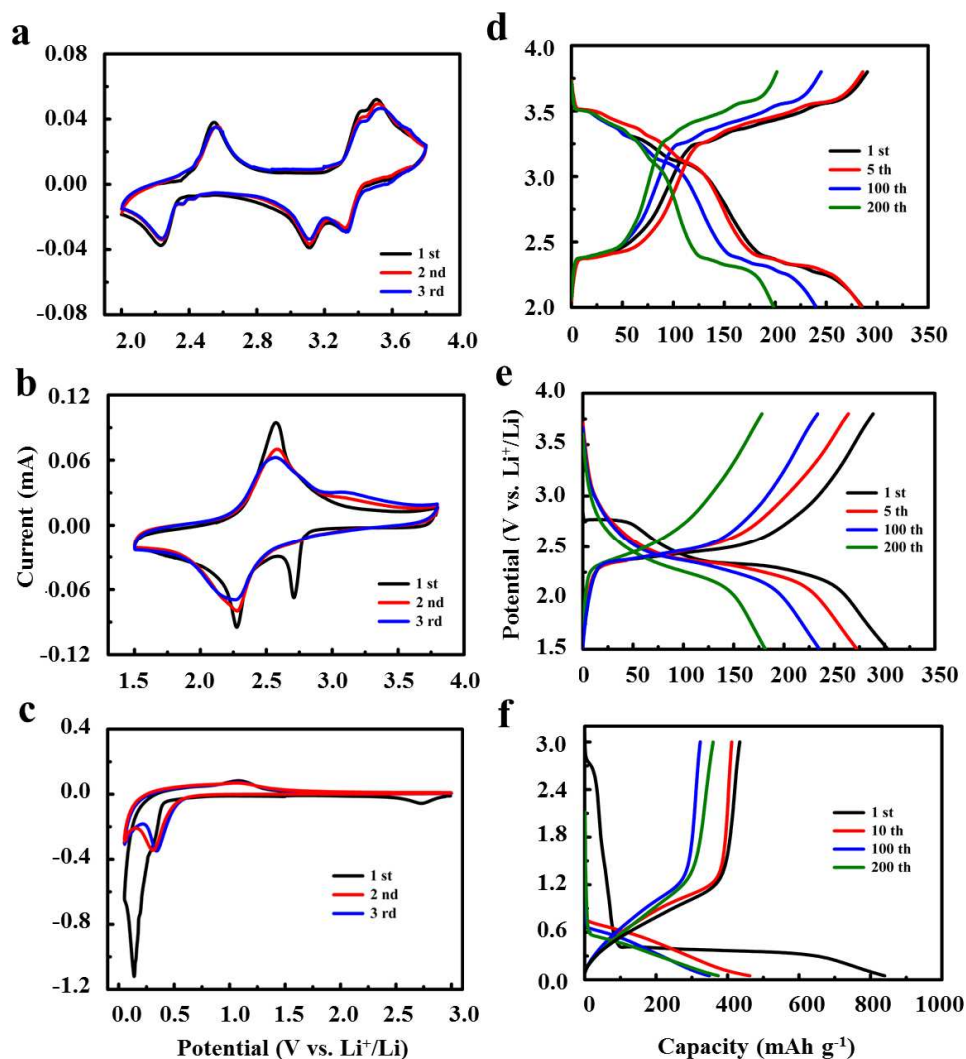 a
0.08
0.04
0.00
-0.04
-0.08
1 st
2 nd
3 rd
2.0 2.4 2.8 3.2 3.6 4.0
b
0.12
0.06
0.00
-0.06
-0.12
Current (mA)
1 st
2 nd
3 rd
1.5 2.0 2.5 3.0 3.5 4.0
c
0.4
0.0
-0.4
-0.8
-1.2
1 st
2 nd
3 rd
0.0 0.5 1.0 1.5 2.0 2.5 3.0
Potential (V vs. Li⁺/Li)
d
4.0
3.5
3.0
2.5
2.0
1 st
5 th
100 th
200 th
0 50 100 150 200 250 300 350
e
4.0
3.5
3.0
2.5
2.0
1.5
Potential (V vs. Li⁺/Li)
1 st
5 th
100 th
200 th
0 50 100 150 200 250 300 350
f
3.0
2.4
1.8
1.2
0.6
0.0
1 st
10 th
100 th
200 th
0 200 400 600 800 1000
Capacity (mAh g⁻¹)